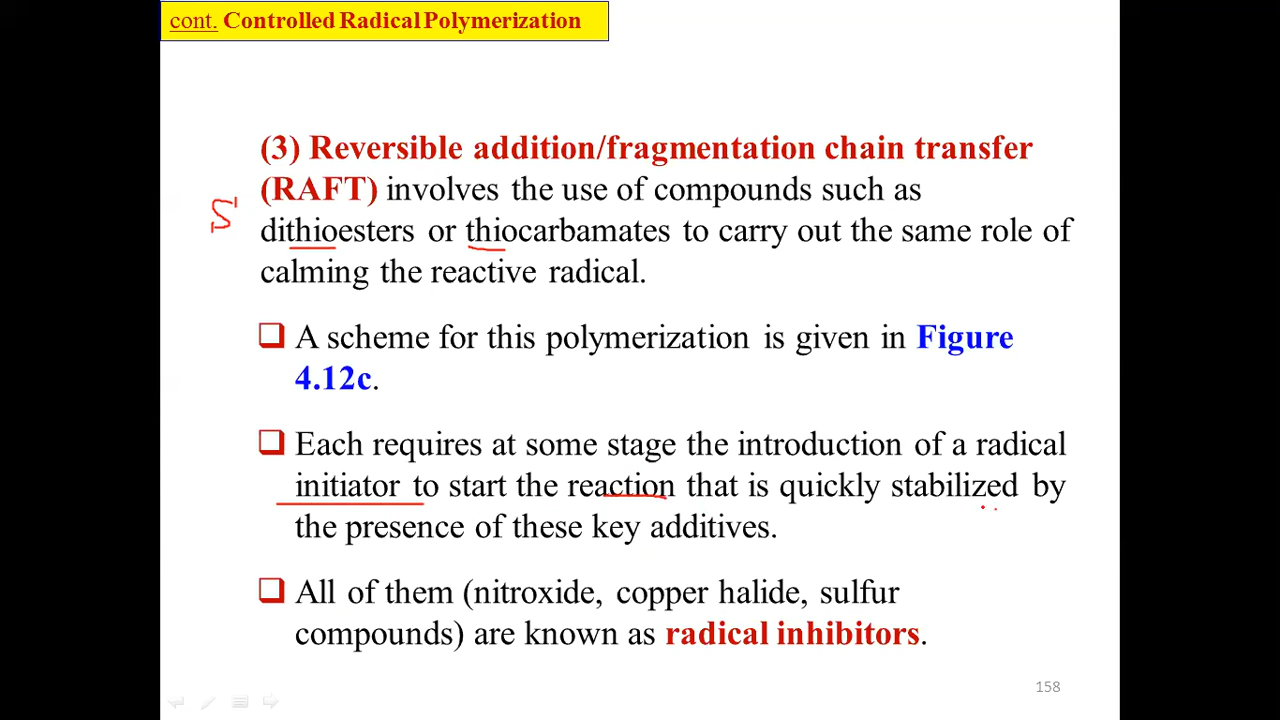 cont. Controlled Radical Polymerization
(3) Reversible addition/fragmentation chain transfer
(RAFT) involves the use of compounds such as
S
dithioesters or thiocarbamates to carry out the same role of
calming the reactive radical.
A scheme for this polymerization is given in Figure
4.12c.
Each requires at some stage the introduction of a radical
initiator to start the reaction that is quickly stabilized by
the presence of these key additives.
All of them (nitroxide, copper halide, sulfur
compounds) are known as radical inhibitors.
158